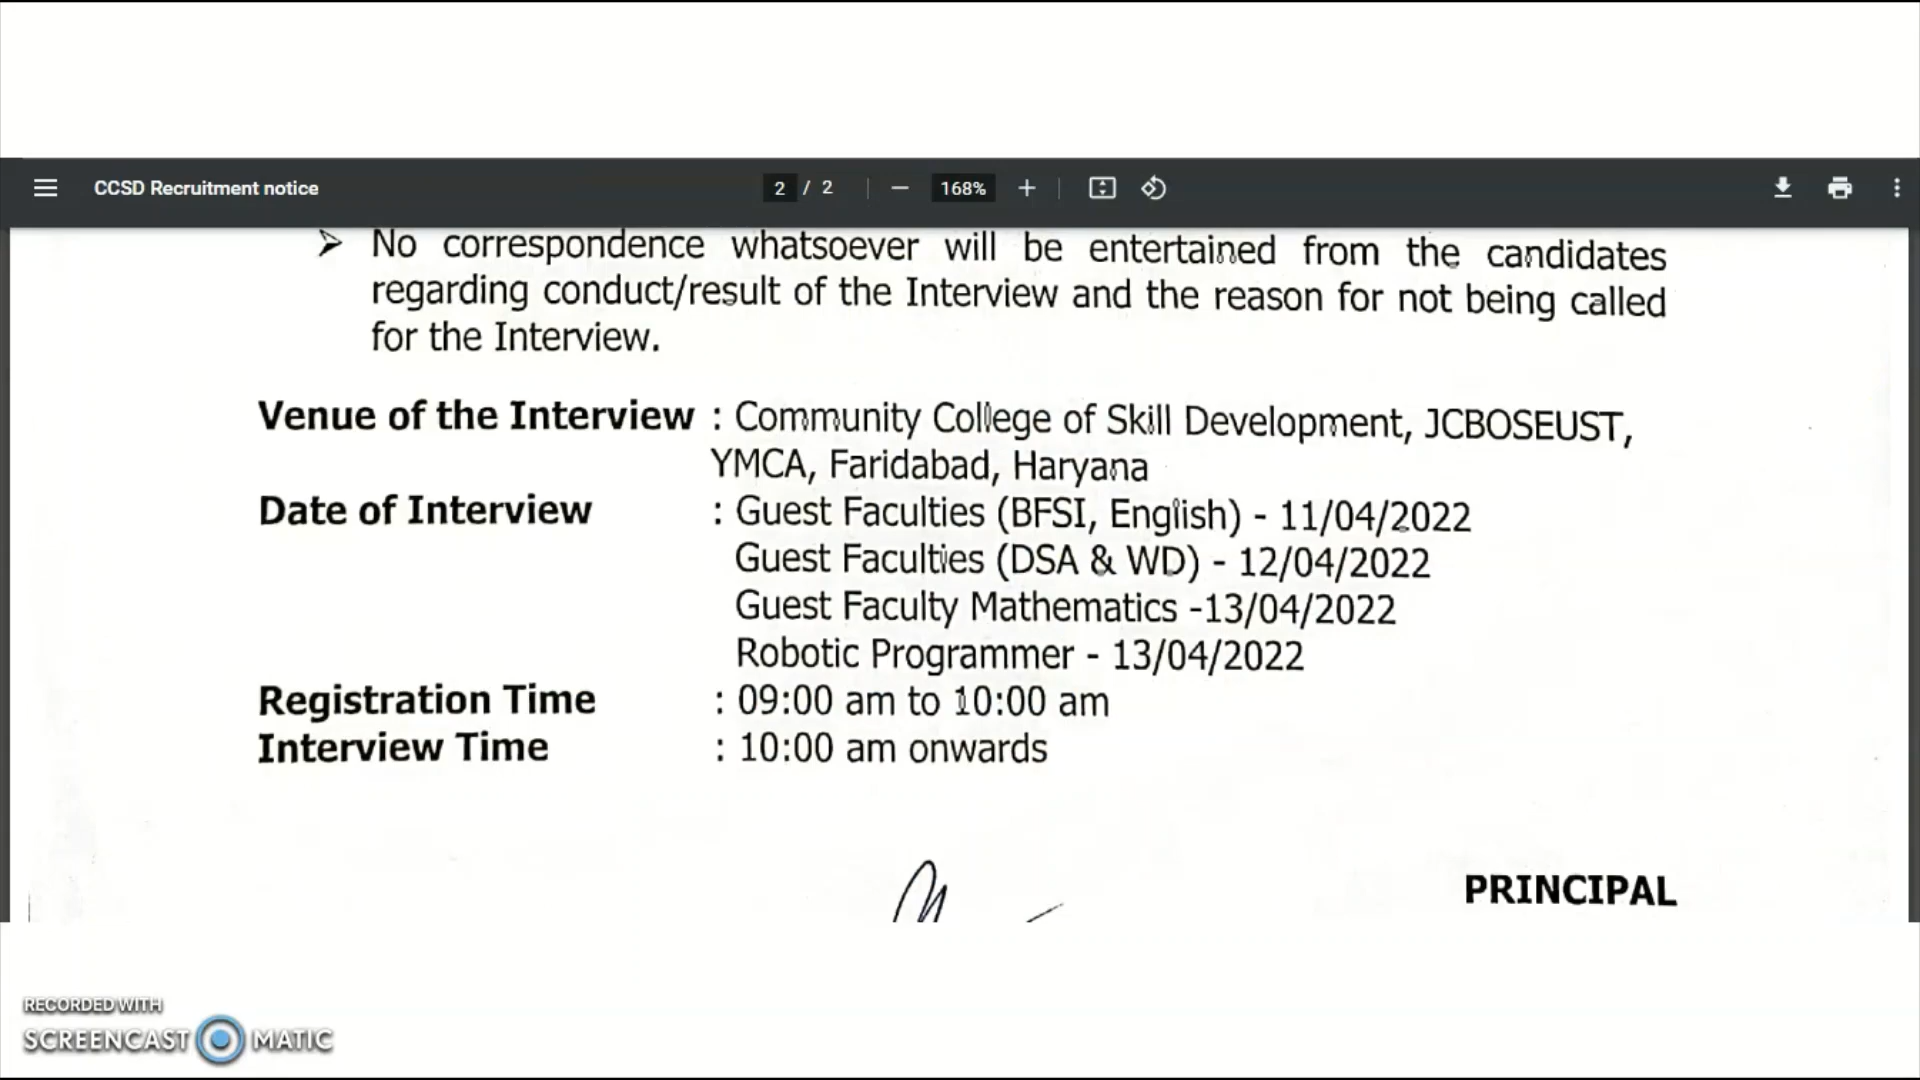 CCSD Recruitment notice
2 / 2
168%
➢ No correspondence whatsoever will be entertained from the candidates
regarding conduct/result of the Interview and the reason for not being called
for the Interview.
Venue of the Interview : Community College of Skill Development, JCBOSEUST,
YMCA, Faridabad, Haryana
Date of Interview : Guest Faculties (BFSI, English) - 11/04/2022
Guest Faculties (DSA & WD) - 12/04/2022
Guest Faculty Mathematics -13/04/2022
Robotic Programmer - 13/04/2022
Registration Time : 09:00 am to 10:00 am
Interview Time : 10:00 am onwards
PRINCIPAL
RECORDED WITH
SCREENCAST MATIC